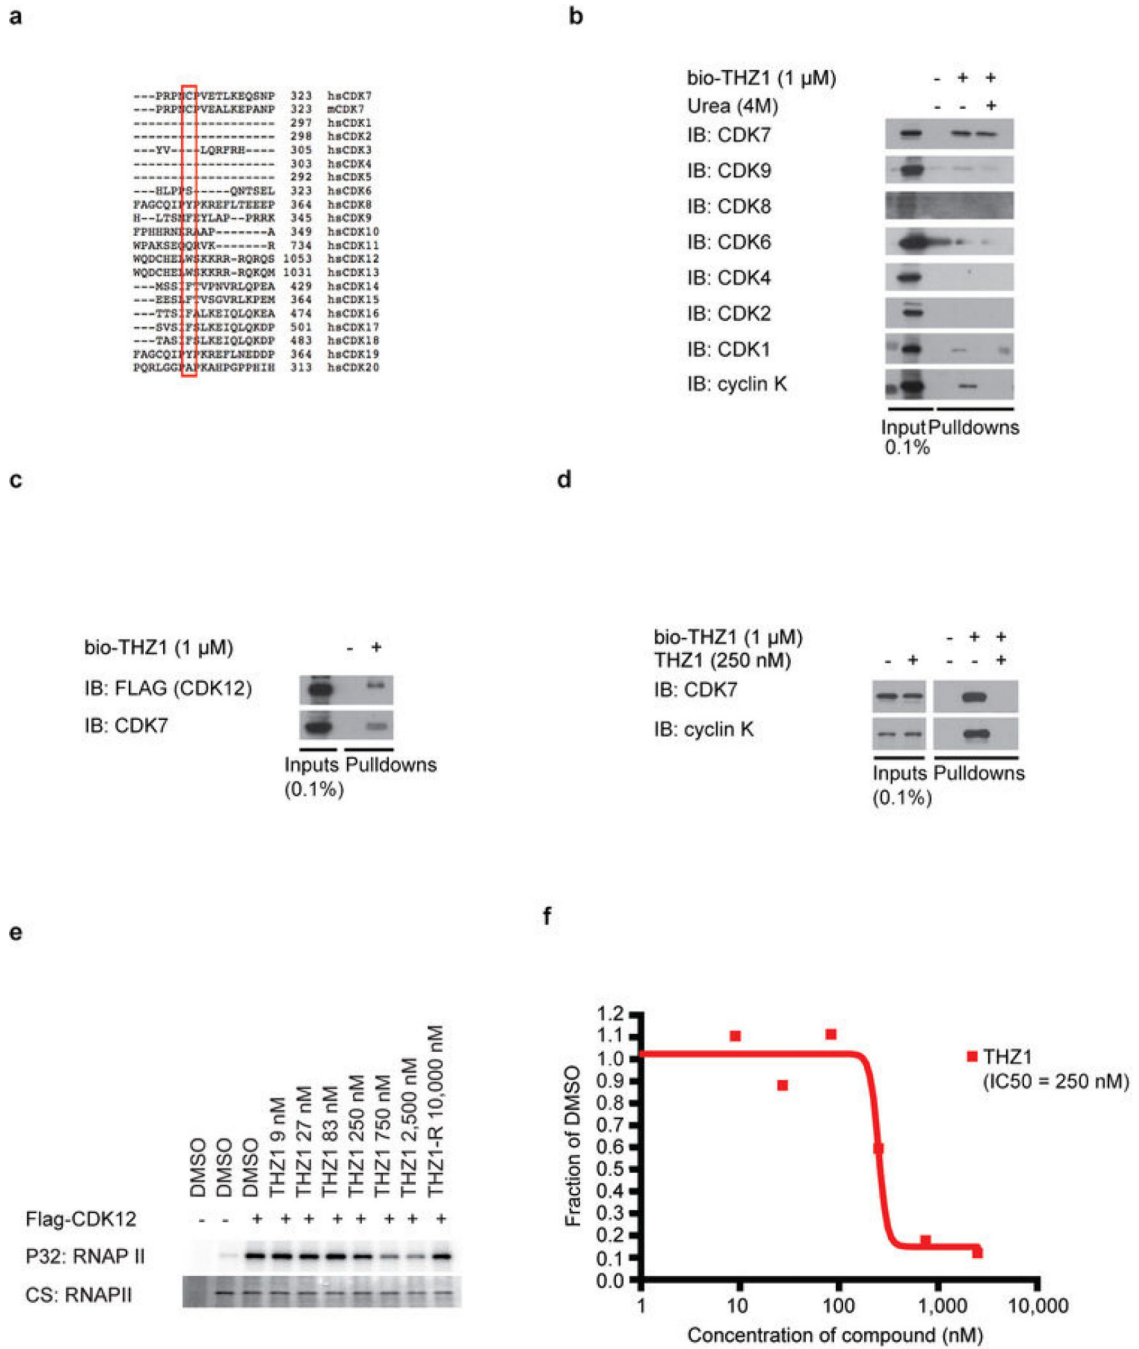 a
---PRPNCPVETLKEQSNP 323 hsCDK7
---PRPNCPVEALKEPANP 323 mCDK7
------------------- 297 hsCDK1
------------------- 298 hsCDK2
---YV----LQRFRH---- 305 hsCDK3
------------------- 303 hsCDK4
------------------- 292 hsCDK5
---HLPPS-----QNTSEL 323 hsCDK6
FAGCQIPYPKREFLTEEEP 364 hsCDK8
H--LTSMFEYLAP--PRRK 345 hsCDK9
FPHHRNKRAAP-------A 349 hsCDK10
WPAKSEQQRVK-------R 734 hsCDK11
WQDCHELWSKKRR-RQRQS 1053 hsCDK12
WQDCHELWSKKRR-RQKQM 1031 hsCDK13
---MSSIFTVPNVRLQPEA 429 hsCDK14
---EESLFTVSGVRLKPEM 364 hsCDK15
---TTSIFALKEIQLQKEA 474 hsCDK16
---SVSIFSLKEIQLQKDP 501 hsCDK17
---TASIFSLKEIQLQKDP 483 hsCDK18
FAGCQIPYPKREFLNEDDP 364 hsCDK19
PQRLGGPAPKAHPGPPHIH 313 hsCDK20
b
bio-THZ1 (1 µM) - + +
Urea (4M) - - +
IB: CDK7
IB: CDK9
IB: CDK8
IB: CDK6
IB: CDK4
IB: CDK2
IB: CDK1
IB: cyclin K
Input Pulldowns
0.1%
c
bio-THZ1 (1 µM) - +
IB: FLAG (CDK12)
IB: CDK7
Inputs Pulldowns
(0.1%)
d
bio-THZ1 (1 µM) - + +
THZ1 (250 nM) - + - - +
IB: CDK7
IB: cyclin K
Inputs Pulldowns
(0.1%)
e
DMSO
DMSO
DMSO
THZ1 9 nM
THZ1 27 nM
THZ1 83 nM
THZ1 250 nM
THZ1 750 nM
THZ1 2,500 nM
THZ1-R 10,000 nM
Flag-CDK12 - - + + + + + + + +
P32: RNAP II
CS: RNAPII
f
Fraction of DMSO
1.2
1.1
1.0
0.9
0.8
0.7
0.6
0.5
0.4
0.3
0.2
0.1
0.0
1 10 100 1,000 10,000
Concentration of compound (nM)
THZ1
(IC50 = 250 nM)